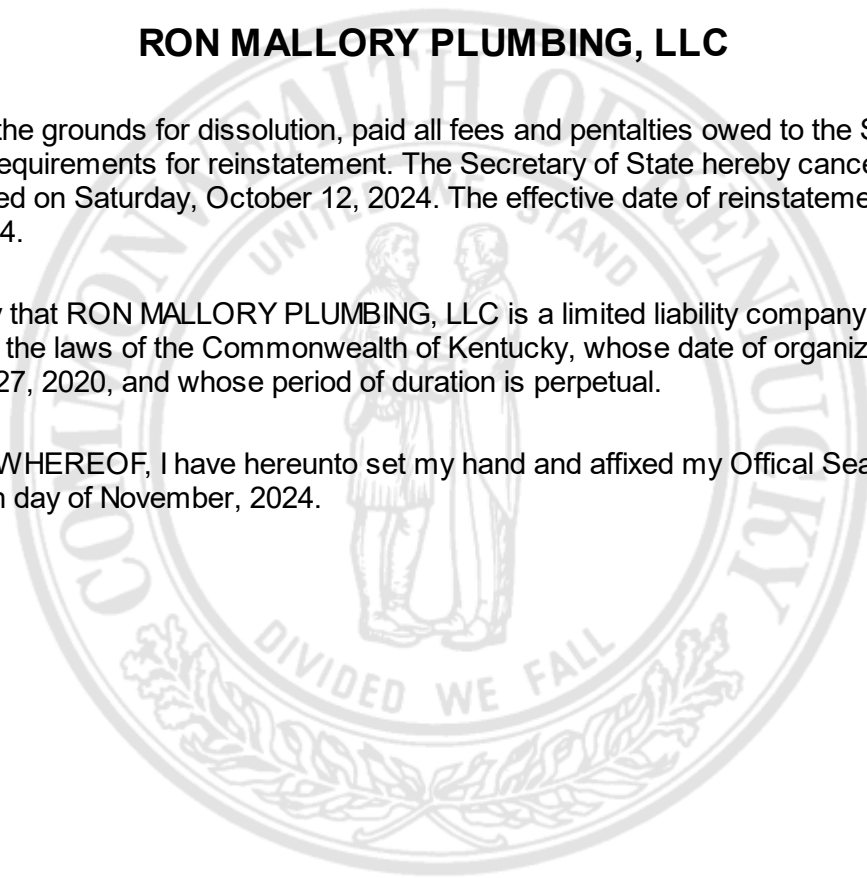 RON MALLORY PLUMBING, LLC
the grounds for dissolution, paid all fees and pentalties owed to the S
equirements for reinstatement. The Secretary of State hereby cance
ed on Saturday, October 12, 2024. The effective date of reinstateme
4.
y that RON MALLORY PLUMBING, LLC is a limited liability company
the laws of the Commonwealth of Kentucky, whose date of organiz
27, 2020, and whose period of duration is perpetual.
WHEREOF, I have hereunto set my hand and affixed my Offical Sea
h day of November, 2024.
COMMONWEALTH OF KENTUCKY
UNITED WE STAND
DIVIDED WE FALL